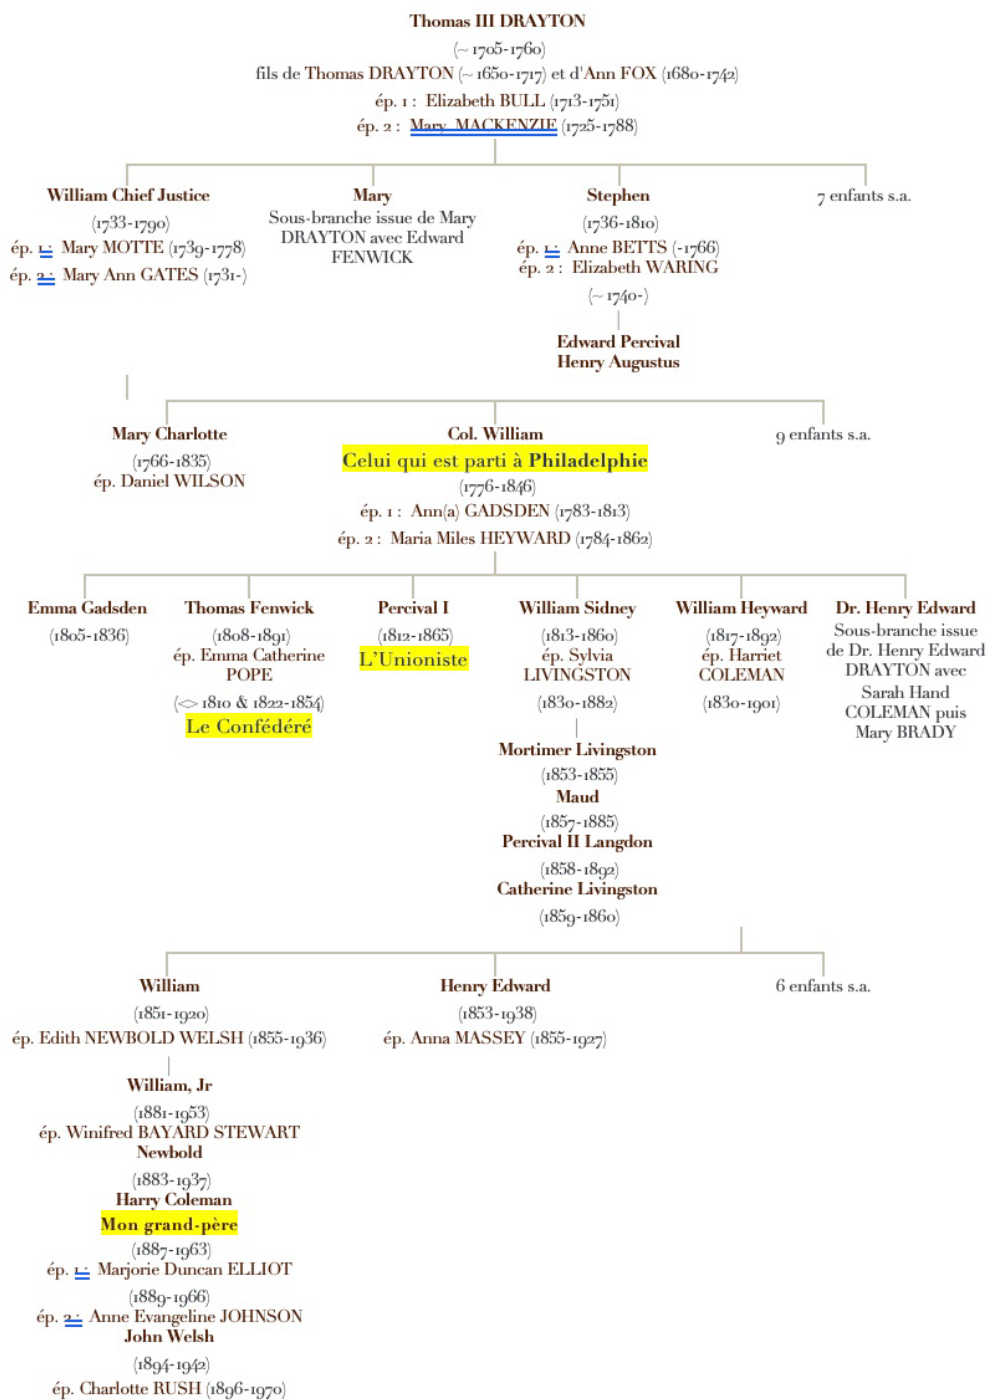 Thomas III DRAYTON
(~ 1705-1760)
fils de Thomas DRAYTON (~ 1650-1717) et d'Ann FOX (1680-1742)
ép. 1 : Elizabeth BULL (1713-1751)
ép. 2 : Mary MACKENZIE (1725-1788)
William Chief Justice
(1733-1790)
ép. 1 : Mary MOTTE (1739-1778)
ép. 2 : Mary Ann GATES (1731-)
Mary
Sous-branche issue de Mary
DRAYTON avec Edward
FENWICK
Stephen
(1736-1810)
ép. 1 : Anne BETTS (-1766)
ép. 2 : Elizabeth WARING
(~ 1740-)
7 enfants s.a.
Edward Percival
Henry Augustus
Mary Charlotte
(1766-1835)
ép. Daniel WILSON
Col. William
Celui qui est parti à Philadelphie
(1776-1846)
ép. 1 : Ann(a) GADSDEN (1783-1813)
ép. 2 : Maria Miles HEYWARD (1784-1862)
9 enfants s.a.
Emma Gadsden
(1805-1836)
Thomas Fenwick
(1808-1891)
ép. Emma Catherine
POPE
(<> 1810 & 1822-1854)
Le Confédéré
Percival I
(1812-1865)
L'Unioniste
William Sidney
(1813-1860)
ép. Sylvia
LIVINGSTON
(1830-1882)
William Heyward
(1817-1892)
ép. Harriet
COLEMAN
(1830-1901)
Dr. Henry Edward
Sous-branche issue
de Dr. Henry Edward
DRAYTON avec
Sarah Hand
COLEMAN puis
Mary BRADY
Mortimer Livingston
(1853-1855)
Maud
(1857-1885)
Percival II Langdon
(1858-1892)
Catherine Livingston
(1859-1860)
William
(1851-1920)
ép. Edith NEWBOLD WELSH (1855-1936)
Henry Edward
(1853-1938)
ép. Anna MASSEY (1855-1927)
6 enfants s.a.
William, Jr
(1881-1953)
ép. Winifred BAYARD STEWART
Newbold
(1883-1937)
Harry Coleman
Mon grand-père
(1887-1963)
ép. 1 : Marjorie Duncan ELLIOT
(1889-1966)
ép. 2 : Anne Evangeline JOHNSON
John Welsh
(1894-1942)
ép. Charlotte RUSH (1896-1970)